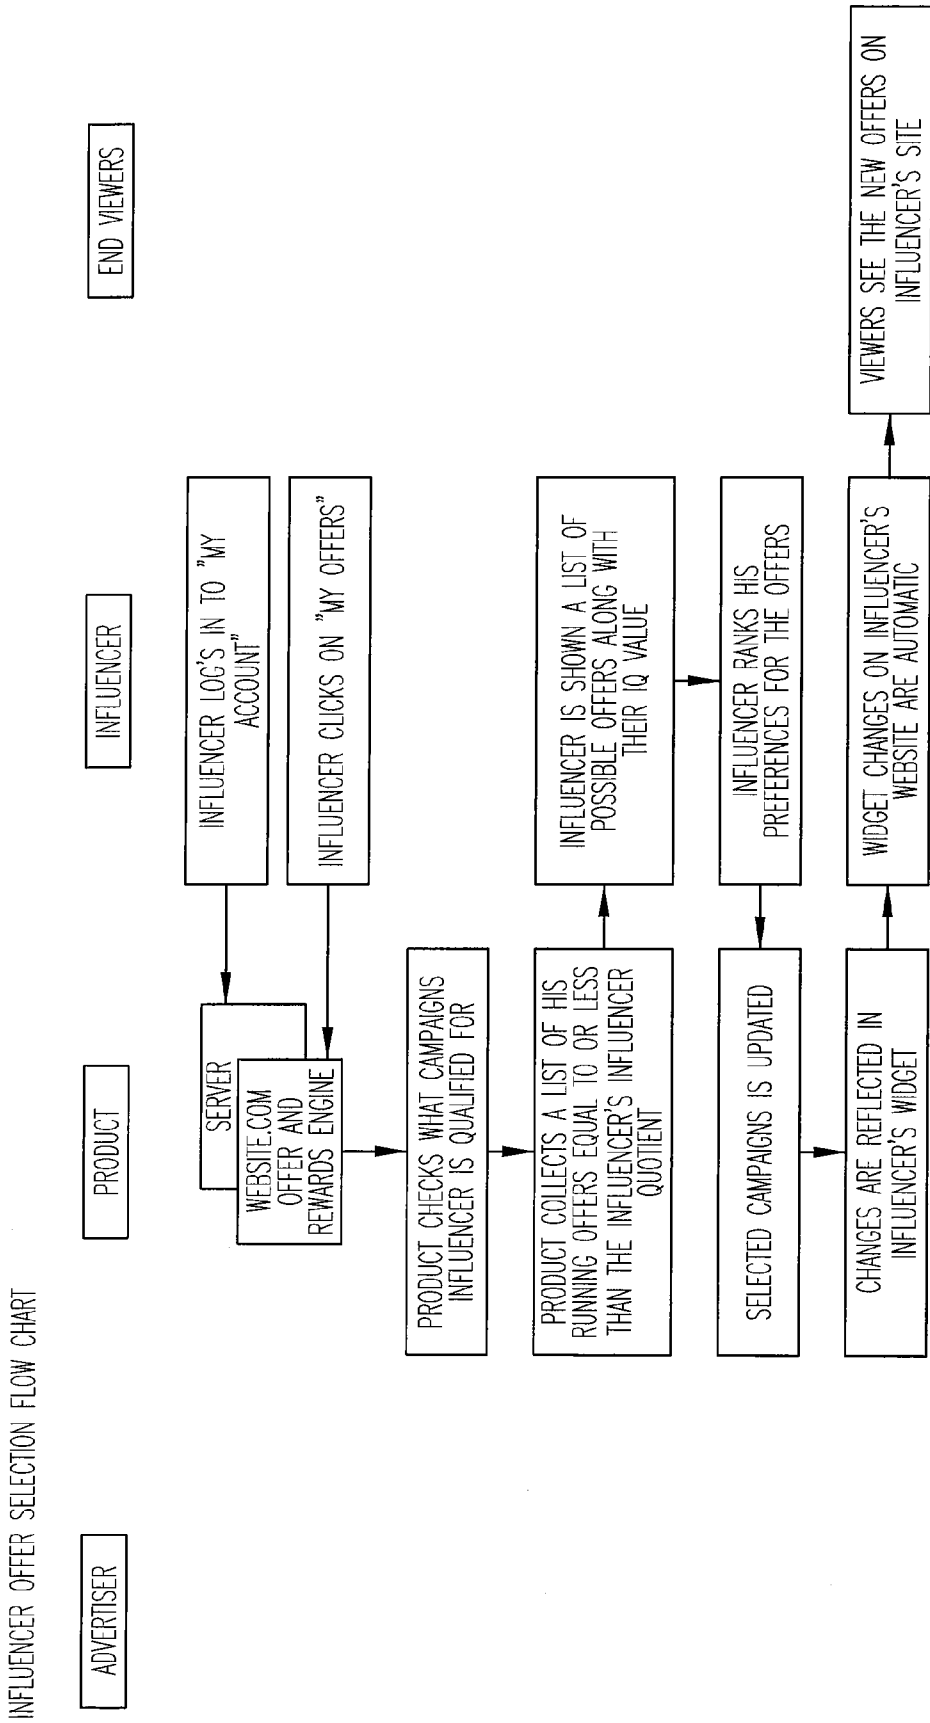 INFLUENCER OFFER SELECTION FLOW CHART
ADVERTISER
PRODUCT
INFLUENCER
END VIEWERS
SERVER
WEBSITE.COM
OFFER AND
REWARDS ENGINE
INFLUENCER LOG'S IN TO "MY
ACCOUNT"
INFLUENCER CLICKS ON "MY OFFERS"
PRODUCT CHECKS WHAT CAMPAIGNS
INFLUENCER IS QUALIFIED FOR
PRODUCT COLLECTS A LIST OF HIS
RUNNING OFFERS EQUAL TO OR LESS
THAN THE INFLUENCER'S INFLUENCER
QUOTIENT
INFLUENCER IS SHOWN A LIST OF
POSSIBLE OFFERS ALONG WITH
THEIR IQ VALUE
INFLUENCER RANKS HIS
PREFERENCES FOR THE OFFERS
SELECTED CAMPAIGNS IS UPDATED
CHANGES ARE REFLECTED IN
INFLUENCER'S WIDGET
WIDGET CHANGES ON INFLUENCER'S
WEBSITE ARE AUTOMATIC
VIEWERS SEE THE NEW OFFERS ON
INFLUENCER'S SITE